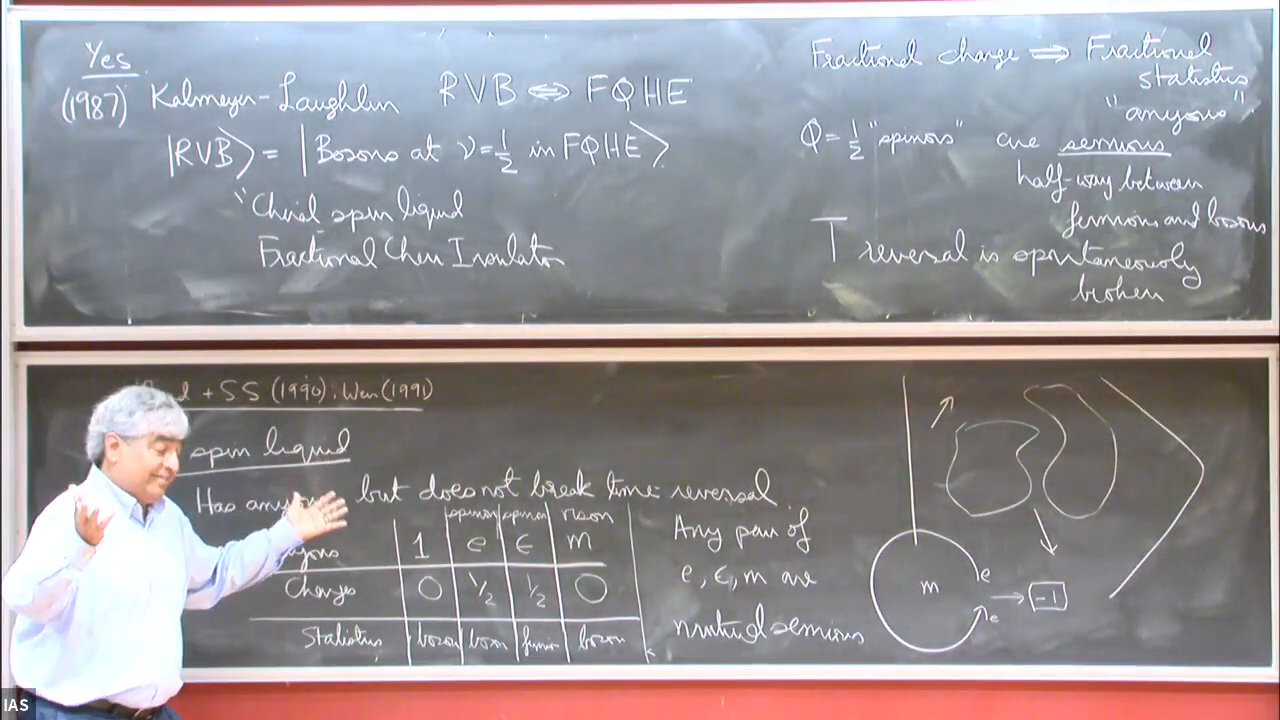 Yes
(1987) Kalmeyer-Laughlin RVB ⟺ FQHE
|RVB⟩ = |Bosons at ν=1/2 in FQHE⟩
"Chiral spin liquid
Fractional Chern Insulator
Fractional charge ⟹ Fractional
statistics
"anyons"
Q=1/2 "spinons" are semions
half-way between
fermions and bosons
T reversal is spontaneously
broken
+ SS (1990), Wen (1991)
spin liquid
Has but does not break time-reversal.
spinon spinon vison
1 e ε m
Charges 0 1/2 1/2 0
Statistics boson boson fermion boson
Any pair of
e, ε, m are
mutual semions
m
e
e
-1
IAS